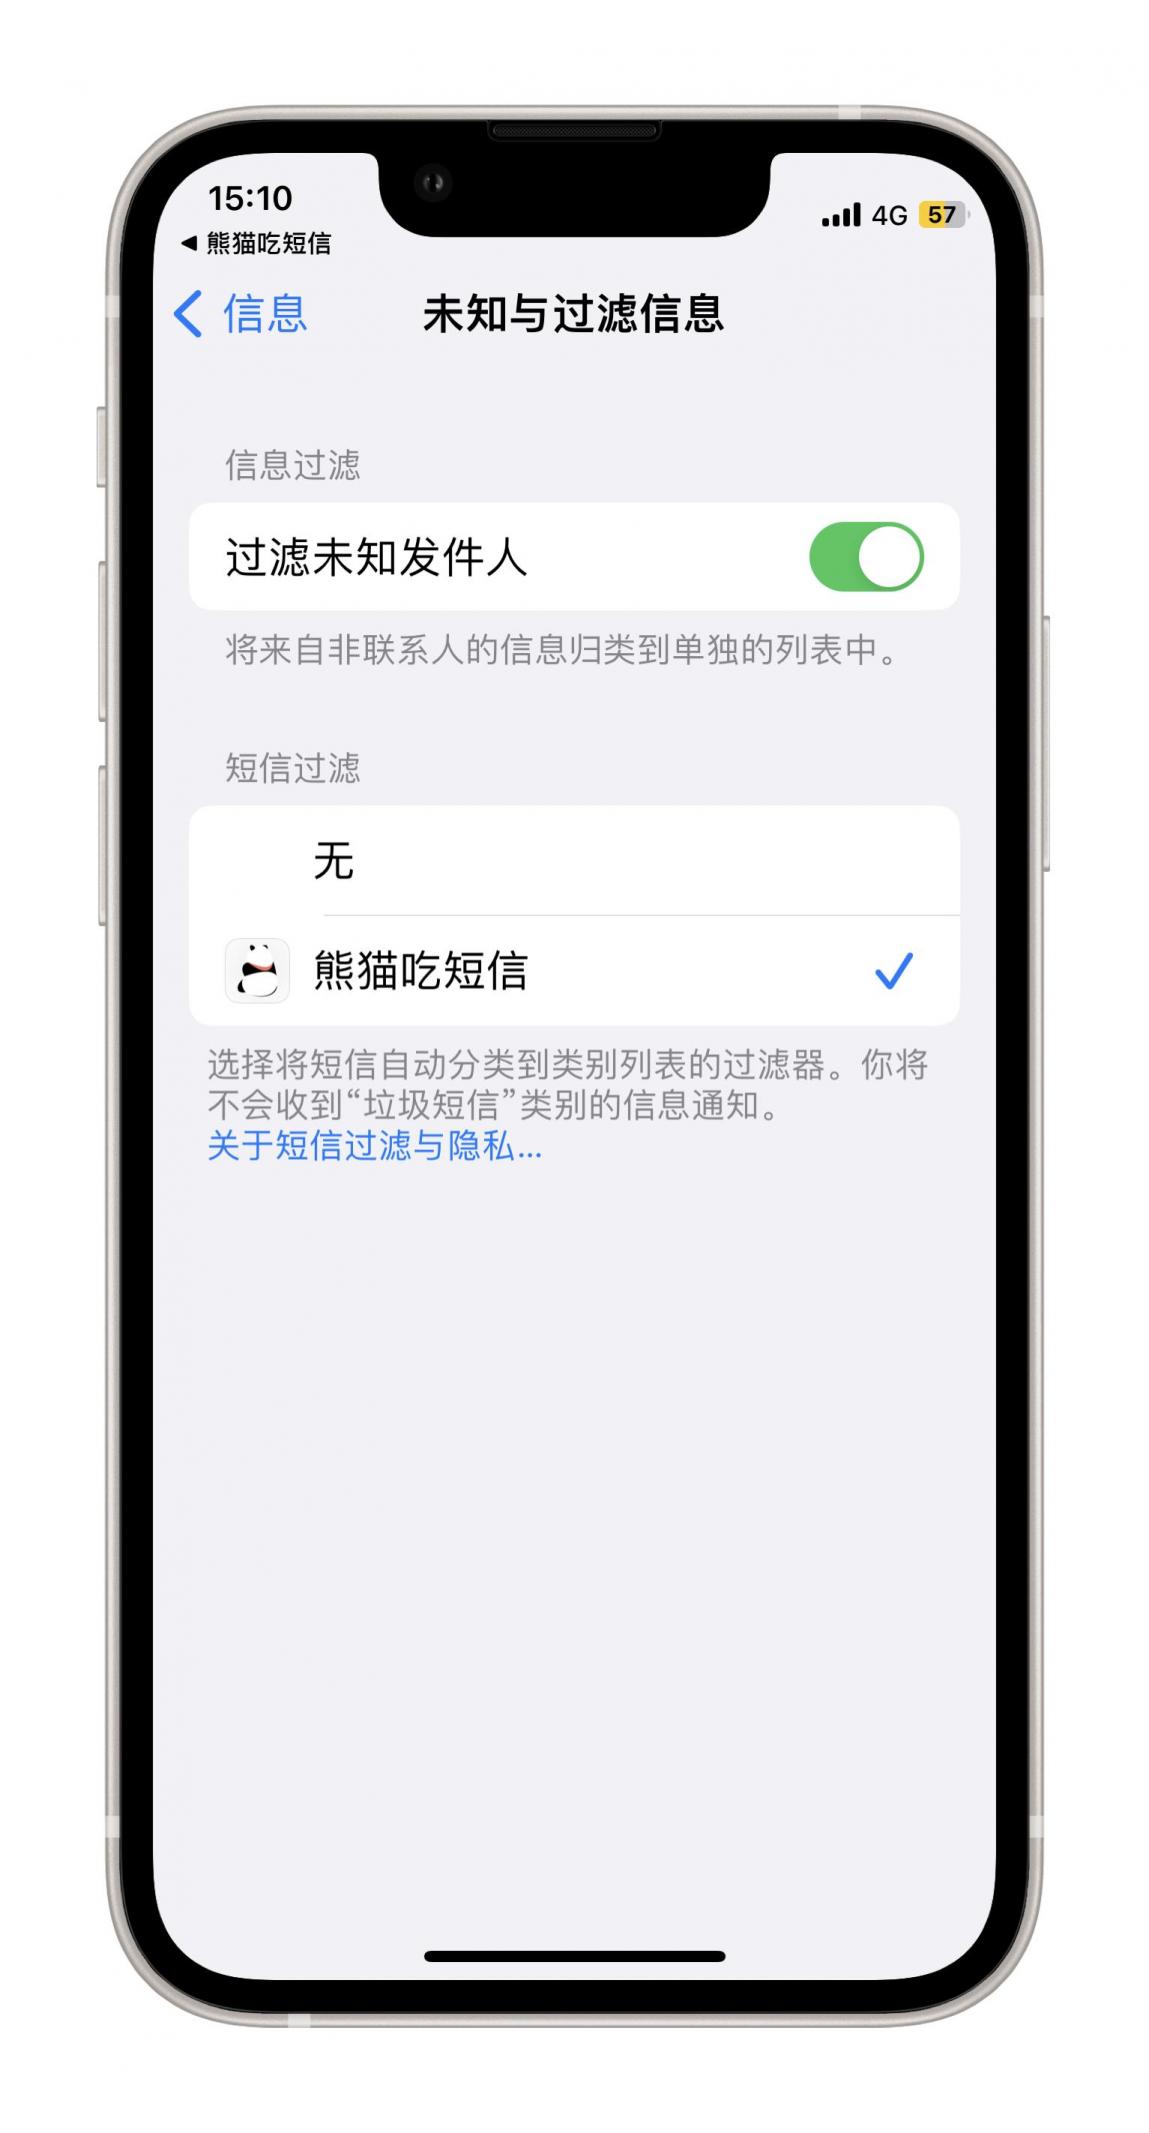 15:10
4G 57
◀ 熊猫吃短信
信息 未知与过滤信息
信息过滤
过滤未知发件人
将来自非联系人的信息归类到单独的列表中。
短信过滤
无
熊猫吃短信
选择将短信自动分类到类别列表的过滤器。你将
不会收到“垃圾短信”类别的信息通知。
关于短信过滤与隐私...